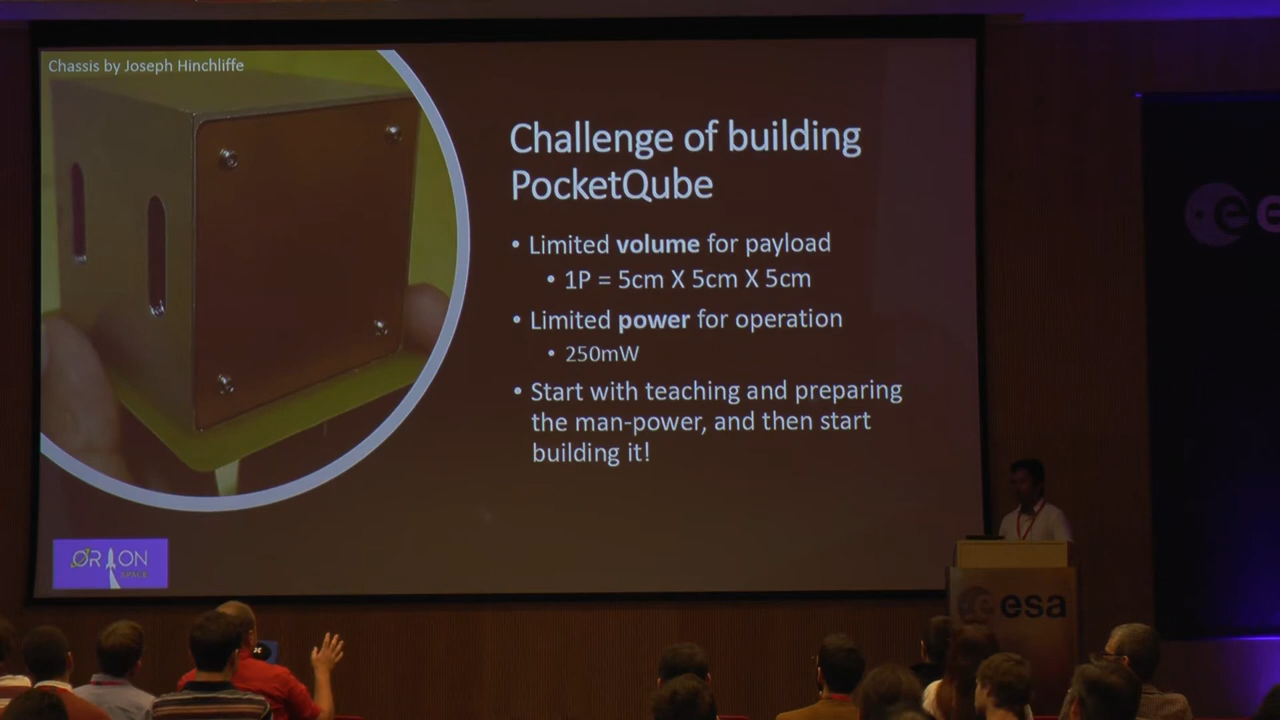 Chassis by Joseph Hinchliffe
Challenge of building
PocketQube
• Limited volume for payload
• 1P = 5cm X 5cm X 5cm
• Limited power for operation
• 250mW
• Start with teaching and preparing
the man-power, and then start
building it!
ORION
SPACE
esa
e